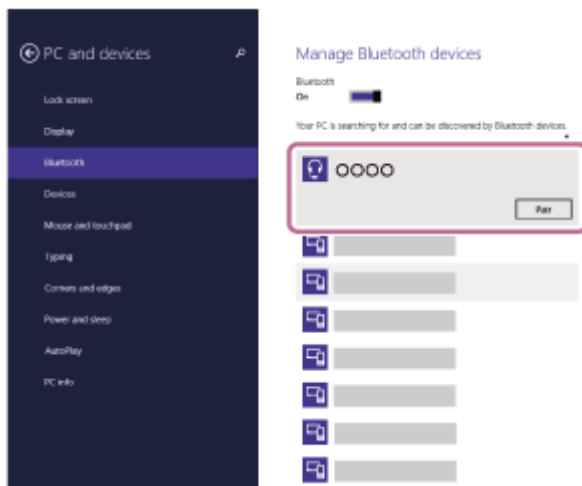 PC and devices
Lock screen
Display
Bluetooth
Devices
Mouse and touchpad
Typing
Corners and edges
Power and sleep
AutoPlay
PC info
Manage Bluetooth devices
Bluetooth
On
Your PC is searching for and can be discovered by Bluetooth devices.
OOOO
Pair